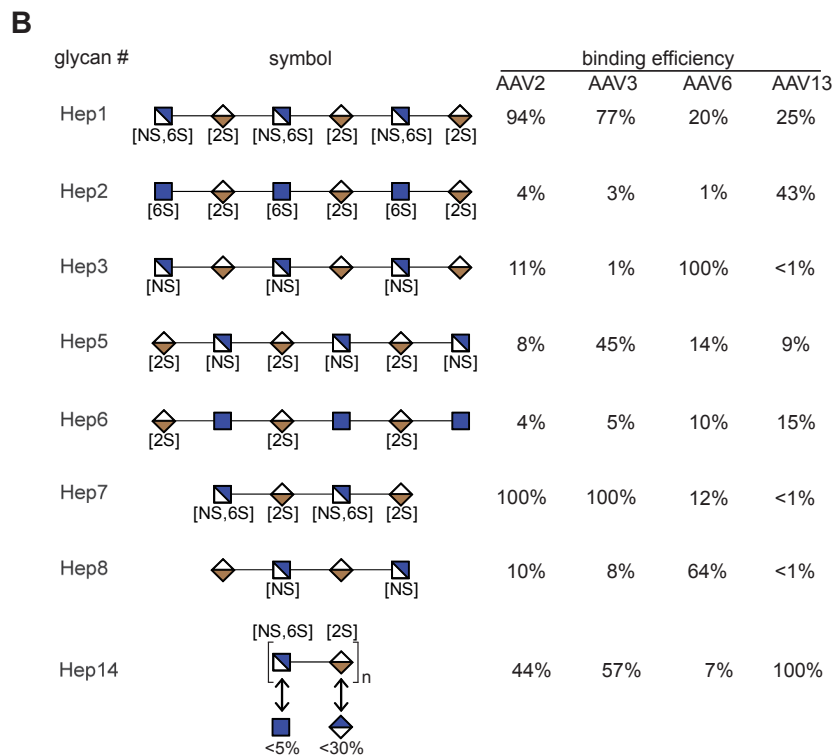 B
glycan # symbol binding efficiency
AAV2 AAV3 AAV6 AAV13
Hep1 94% 77% 20% 25%
[NS,6S] [2S] [NS,6S] [2S] [NS,6S] [2S]
Hep2 4% 3% 1% 43%
[6S] [2S] [6S] [2S] [6S] [2S]
Hep3 11% 1% 100% <1%
[NS] [NS] [NS]
Hep5 8% 45% 14% 9%
[2S] [NS] [2S] [NS] [2S] [NS]
Hep6 4% 5% 10% 15%
[2S] [2S] [2S]
Hep7 100% 100% 12% <1%
[NS,6S] [2S] [NS,6S] [2S]
Hep8 10% 8% 64% <1%
[NS] [NS]
[NS,6S] [2S]
Hep14 n 44% 57% 7% 100%
<5% <30%